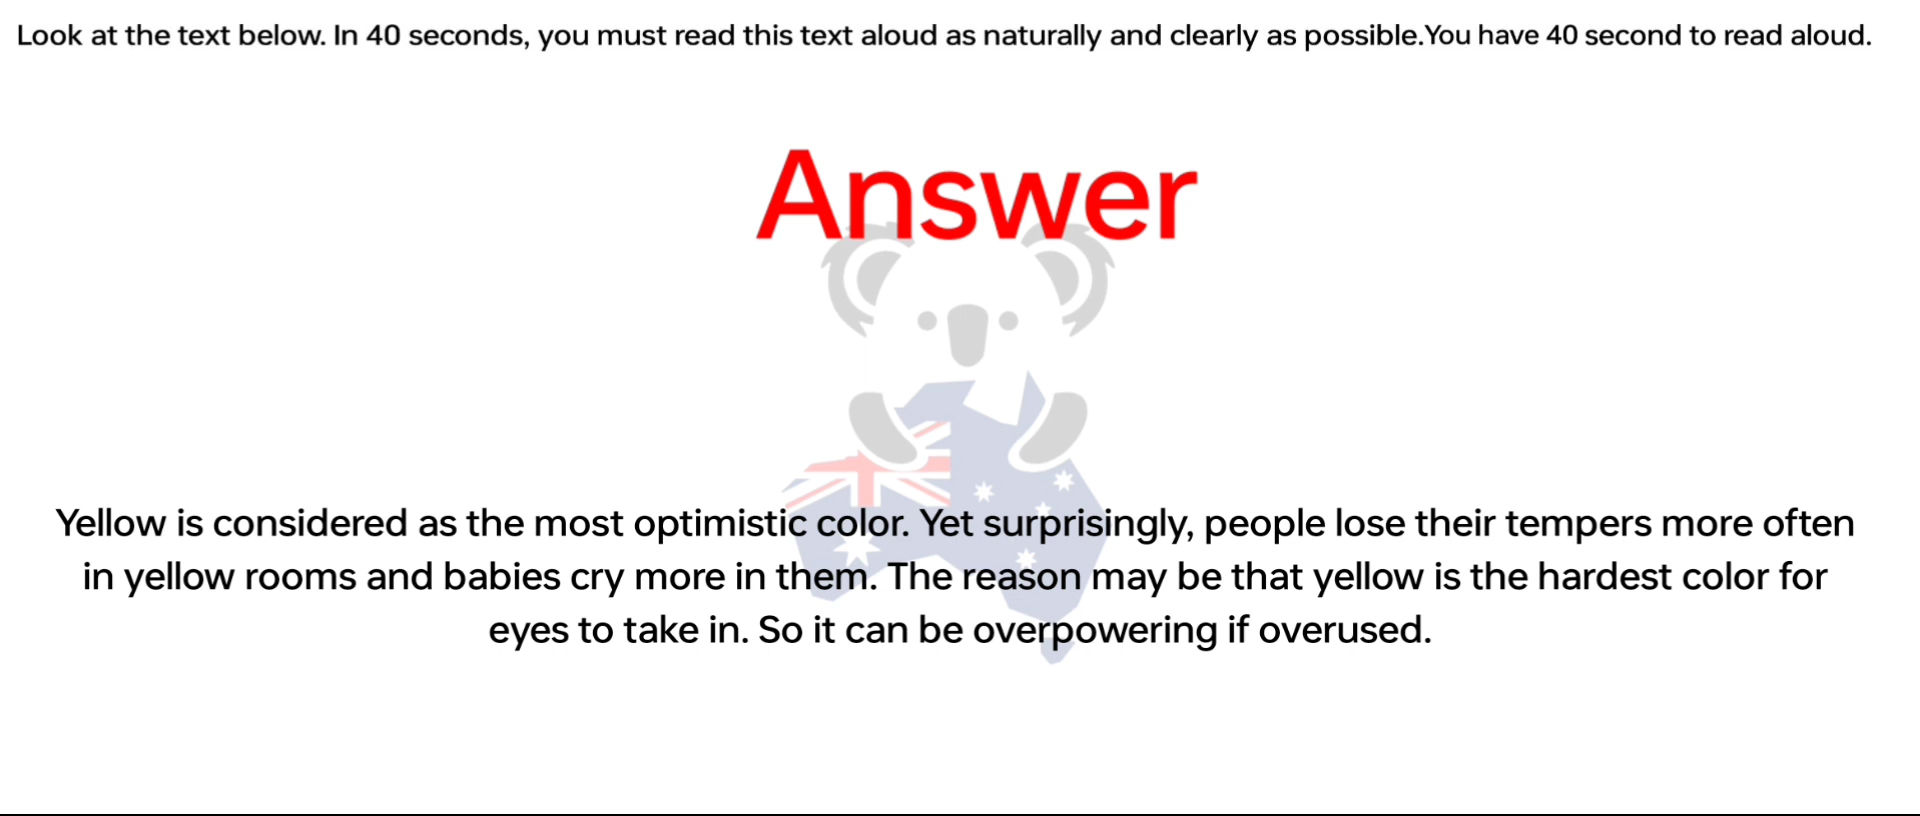 Look at the text below. In 40 seconds, you must read this text aloud as naturally and clearly as possible.You have 40 second to read aloud.
Answer
Yellow is considered as the most optimistic color. Yet surprisingly, people lose their tempers more often
in yellow rooms and babies cry more in them. The reason may be that yellow is the hardest color for
eyes to take in. So it can be overpowering if overused.